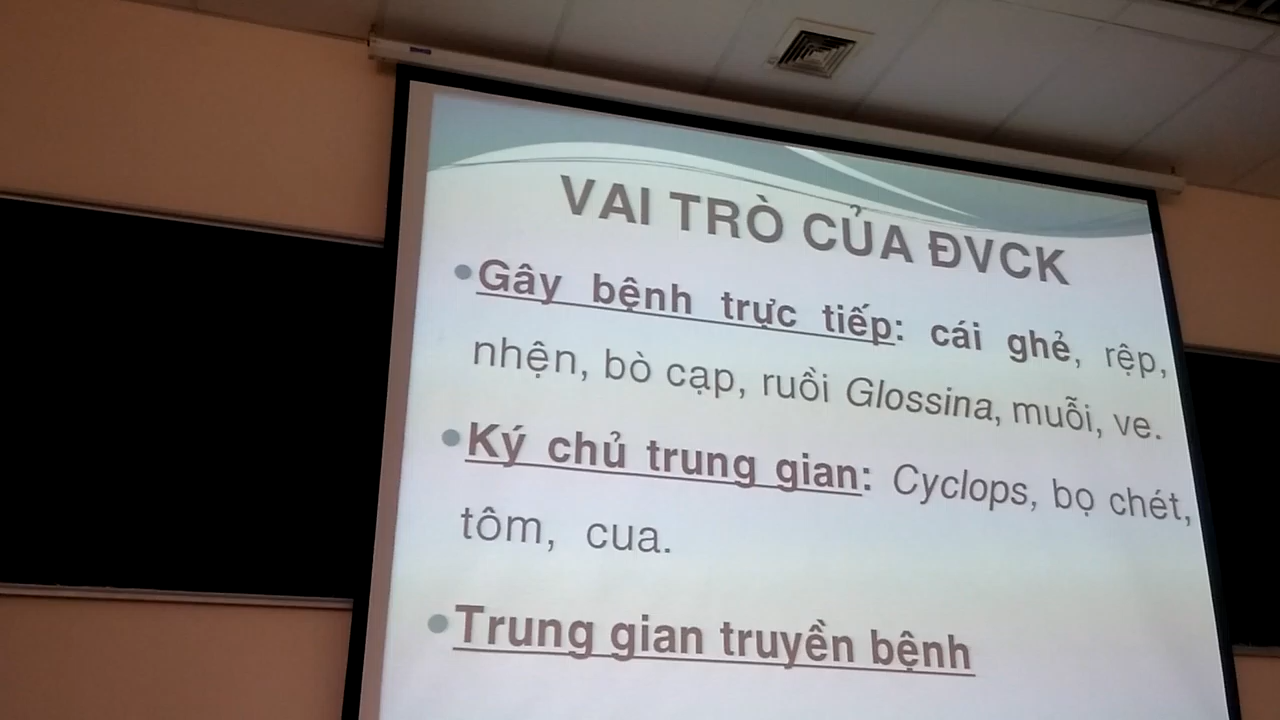 VAI TRÒ CỦA ĐVCK
•Gây bệnh trực tiếp: cái ghẻ, rệp,
nhện, bò cạp, ruồi Glossina, muỗi, ve.
•Ký chủ trung gian: Cyclops, bọ chét,
tôm, cua.
•Trung gian truyền bệnh